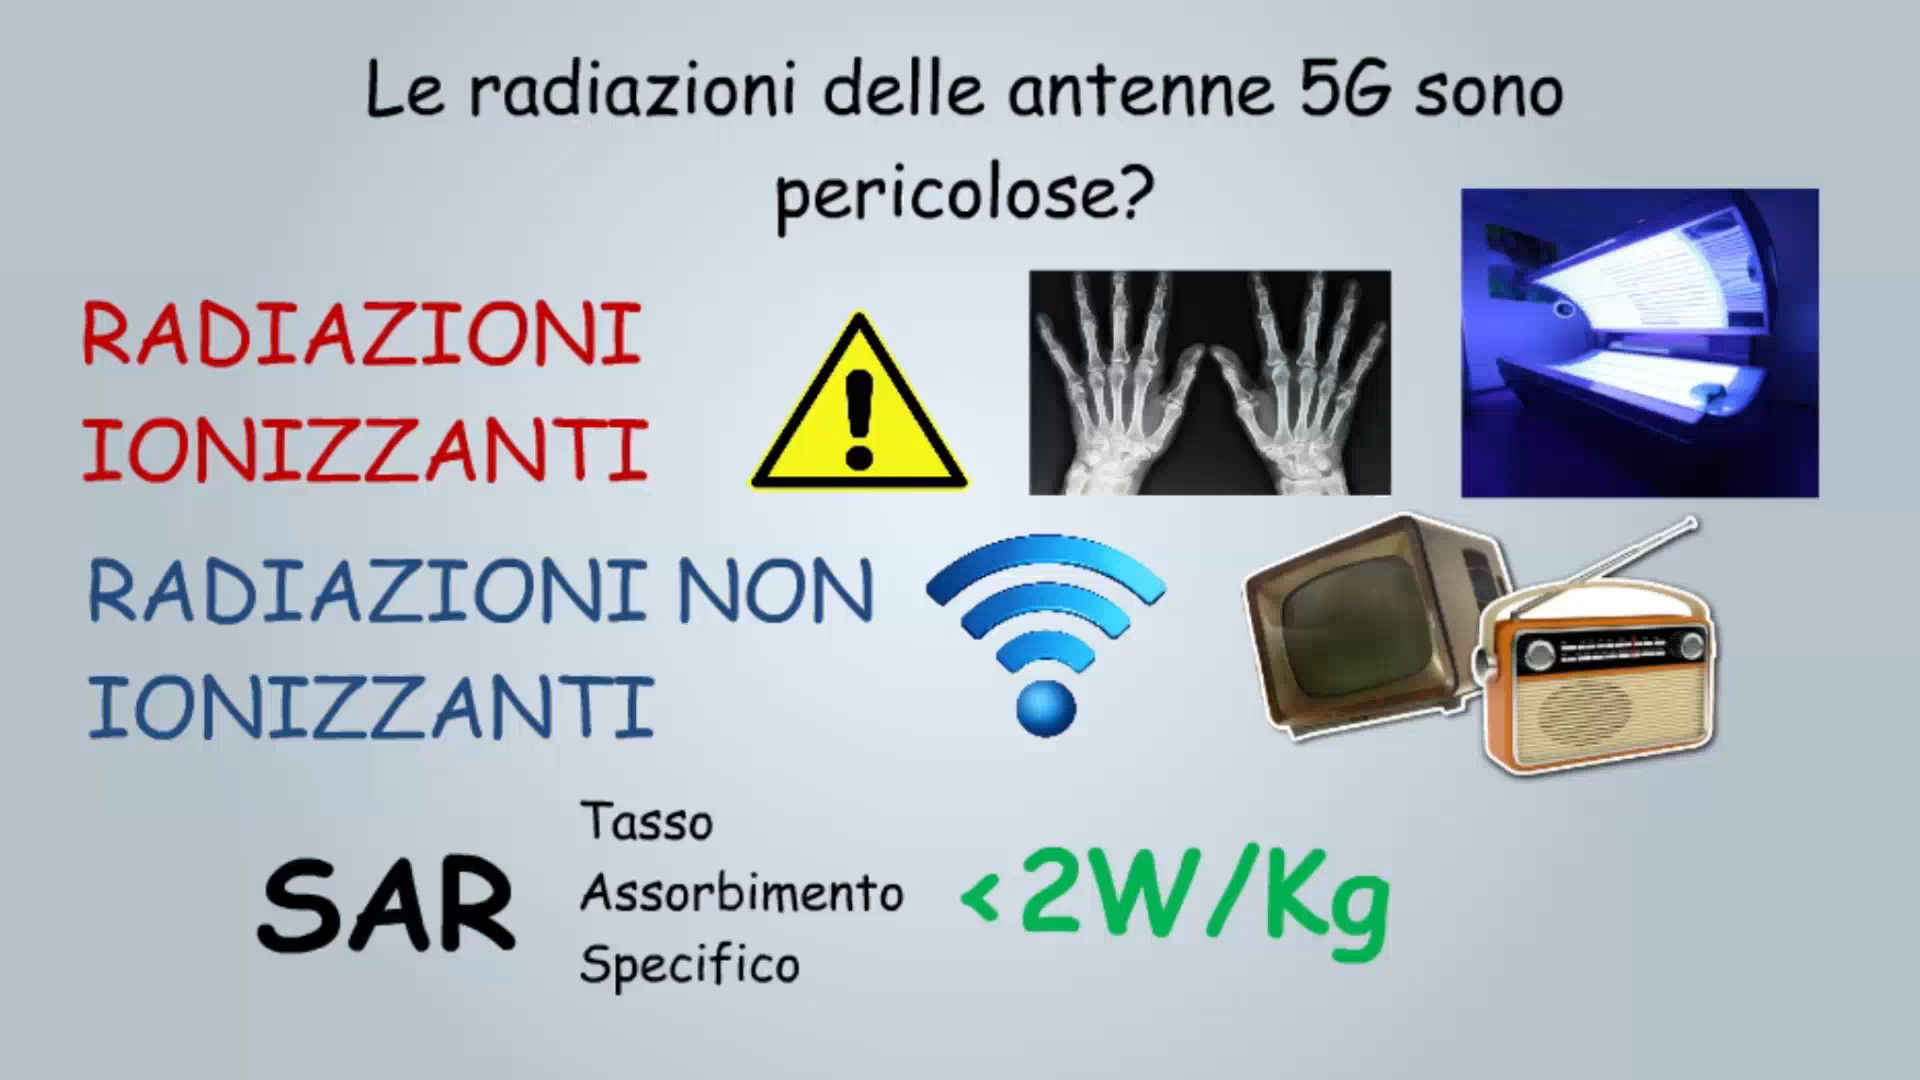 Le radiazioni delle antenne 5G sono
pericolose?
RADIAZIONI
IONIZZANTI
RADIAZIONI NON
IONIZZANTI
SAR
Tasso
Assorbimento
Specifico
<2W/Kg